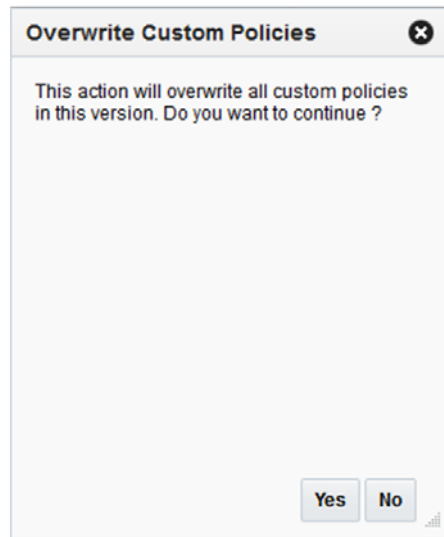 Overwrite Custom Policies
This action will overwrite all custom policies
in this version. Do you want to continue ?
Yes No